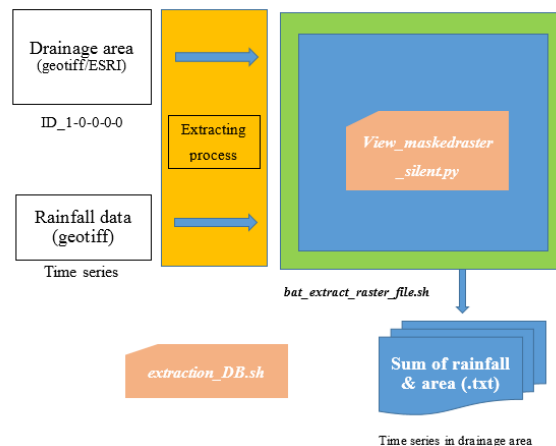 Drainage area
(geotiff/ESRI)
ID_1-0-0-0-0
Extracting
process
View_maskedraster
_silent.py
Rainfall data
(geotiff)
Time series
bat_extract_raster_file.sh
extraction_DB.sh
Sum of rainfall
& area (.txt)
Time series in drainage area